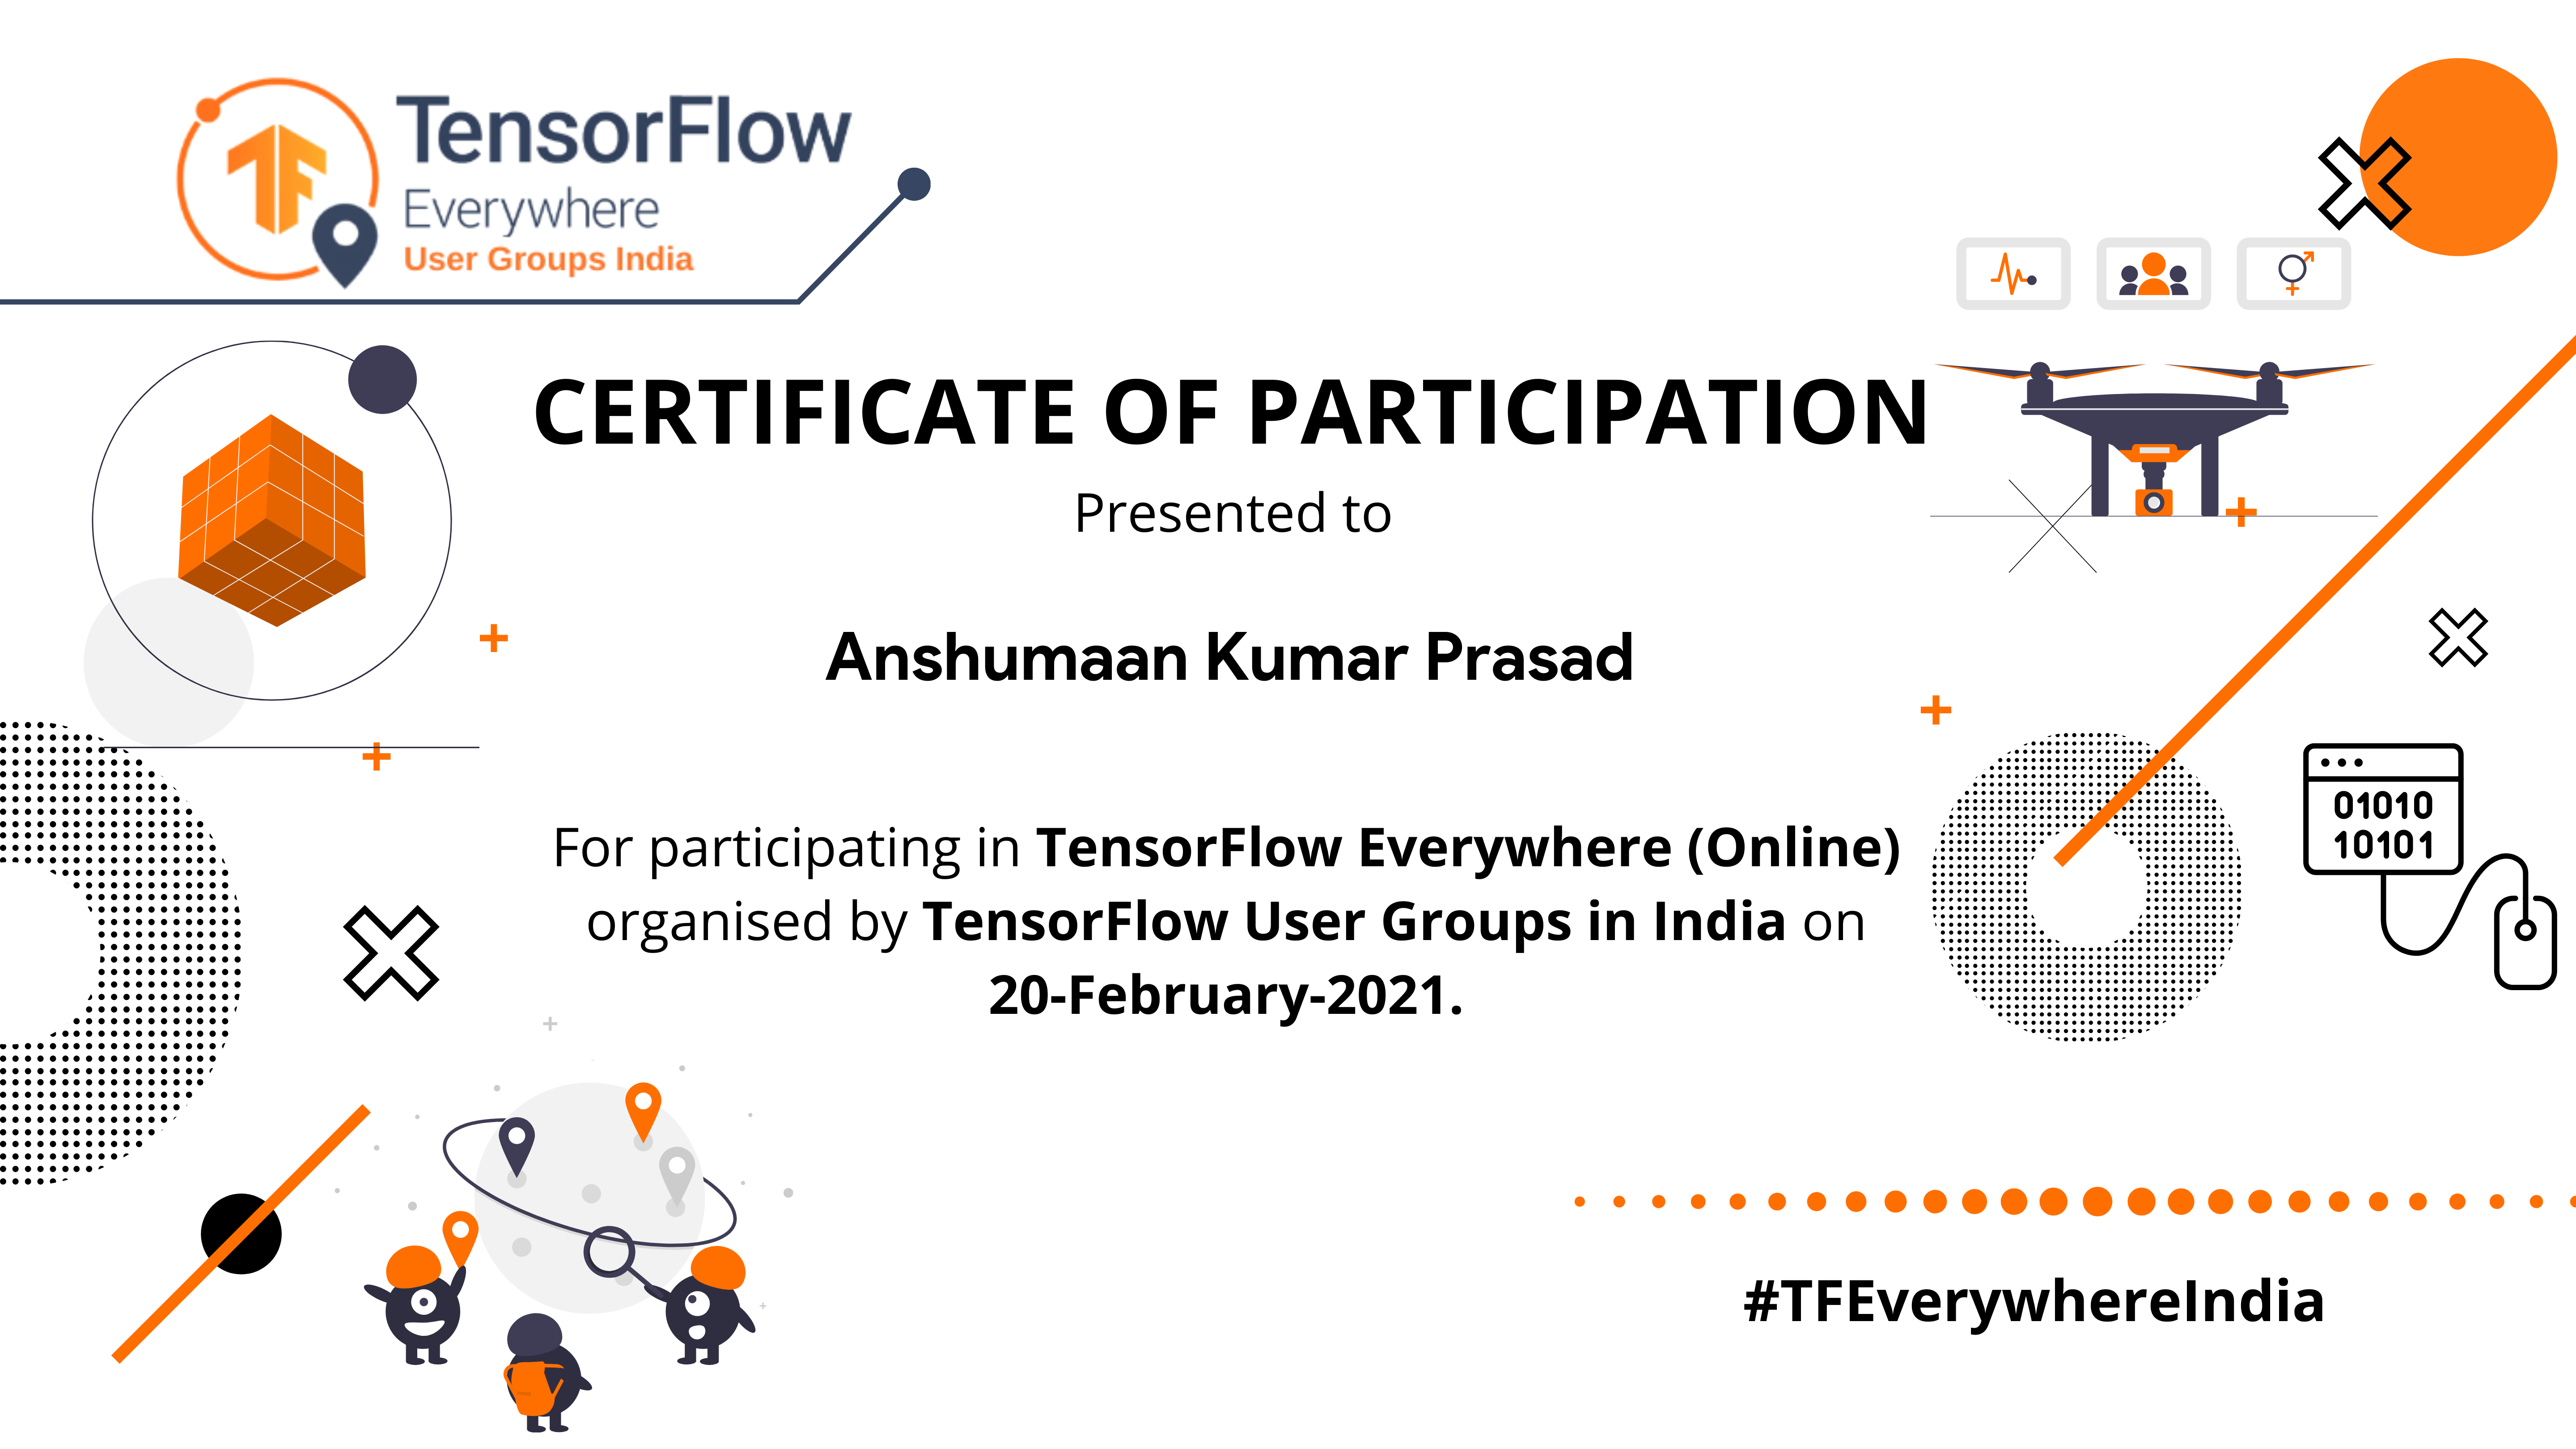 TensorFlow
Everywhere
User Groups India
CERTIFICATE OF PARTICIPATION
Presented to
Anshumaan Kumar Prasad
For participating in TensorFlow Everywhere (Online)
organised by TensorFlow User Groups in India on
20-February-2021.
01010
10101
#TFEverywhereIndia